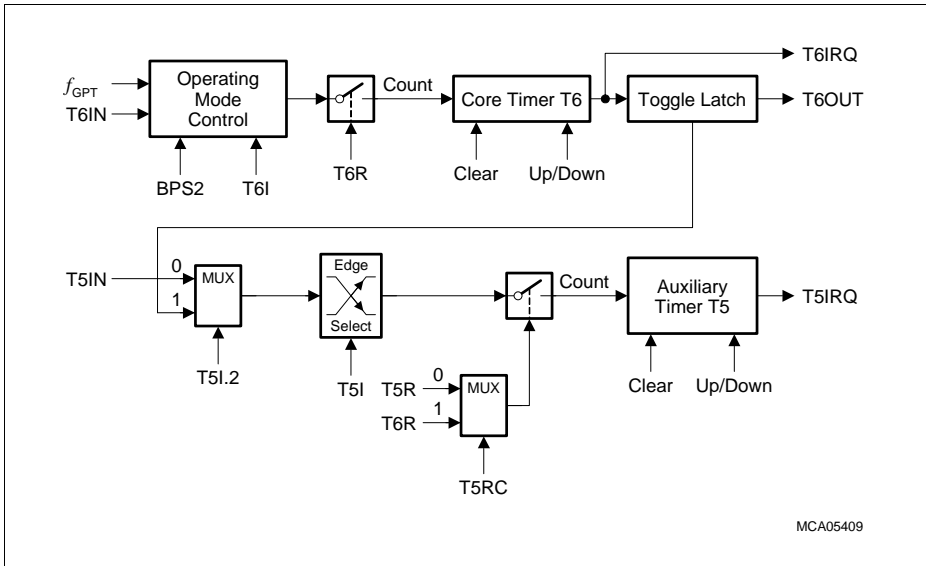 T6IRQ
fGPT
T6IN
Operating
Mode
Control
Count
Core Timer T6
Toggle Latch
T6OUT
BPS2
T6I
T6R
Clear
Up/Down
T5IN
0
1
MUX
T5I.2
Edge
Select
T5I
Count
Auxiliary
Timer T5
T5IRQ
T5R
0
T6R
1
MUX
T5RC
Clear
Up/Down
MCA05409